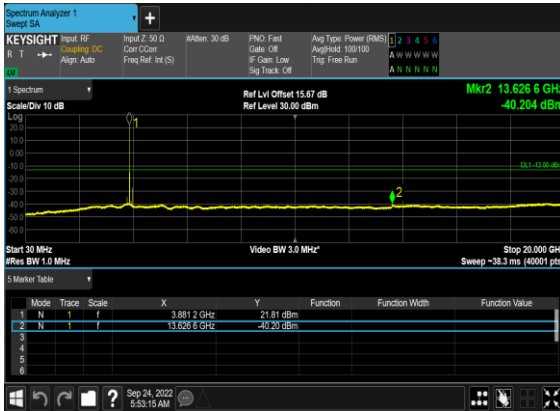 Spectrum Analyzer 1
Swept SA
KEYSIGHT Input: RF Input Z: 50 Ω #Atten: 30 dB PNO: Fast Avg Type: Power (RMS) 1 2 3 4 5 6
R T Coupling: DC Corr CCorr Gate: Off Avg|Hold: 100/100 A W W W W W
Align: Auto Freq Ref: Int (S) IF Gain: Low Trig: Free Run
Sig Track: Off A N N N N N
1 Spectrum
Scale/Div 10 dB Ref Lvl Offset 15.67 dB Mkr2 13.626 6 GHz
Ref Level 30.00 dBm -40.204 dBm
Log
1
20.0
10.0
0.00
-10.0
DL1 -13.00 dBm
-20.0
-30.0
2
-40.0
-50.0
-60.0
Start 30 MHz Video BW 3.0 MHz* Stop 20.000 GH
#Res BW 1.0 MHz Sweep ~38.3 ms (40001 pts
5 Marker Table
Mode Trace Scale X Y Function Function Width Function Value
1 N 1 f 3.881 2 GHz 21.81 dBm
2 N 1 f 13.626 6 GHz -40.20 dBm
3
4
5
6
? Sep 24, 2022
5:53:15 AM